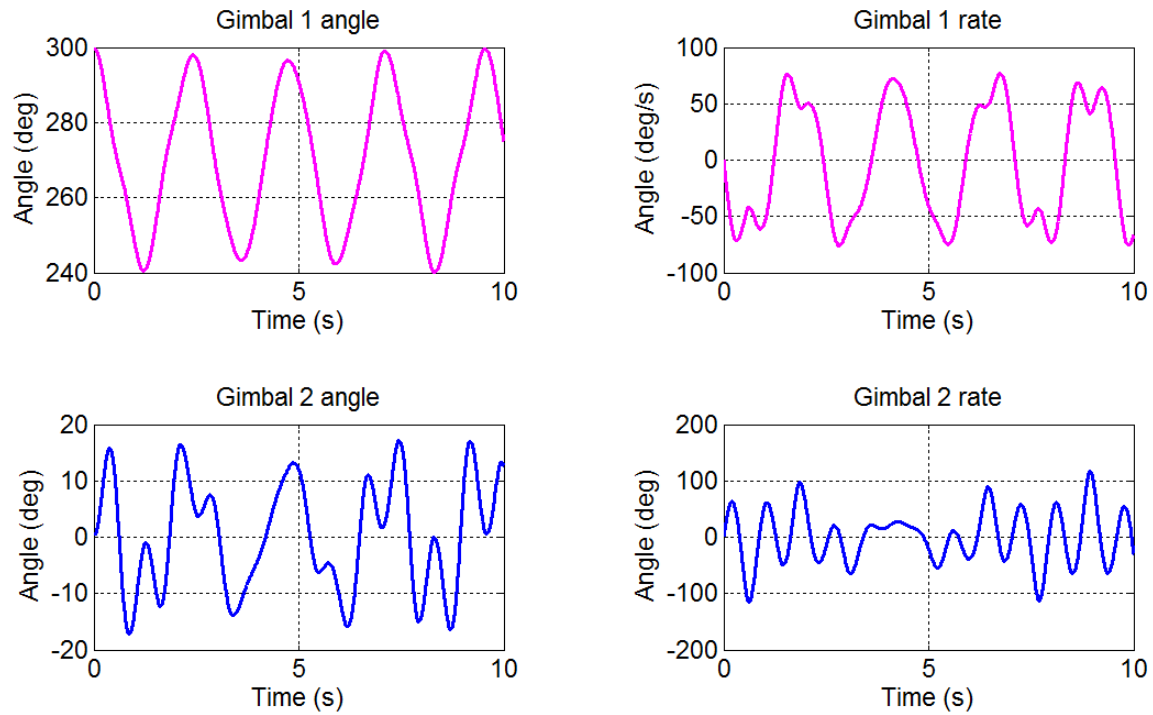 Gimbal 1 angle
Angle (deg)
300
280
260
240
0
5
10
Time (s)
Gimbal 1 rate
Angle (deg/s)
100
50
0
-50
-100
0
5
10
Time (s)
Gimbal 2 angle
Angle (deg)
20
10
0
-10
-20
0
5
10
Time (s)
Gimbal 2 rate
Angle (deg)
200
100
0
-100
-200
0
5
10
Time (s)